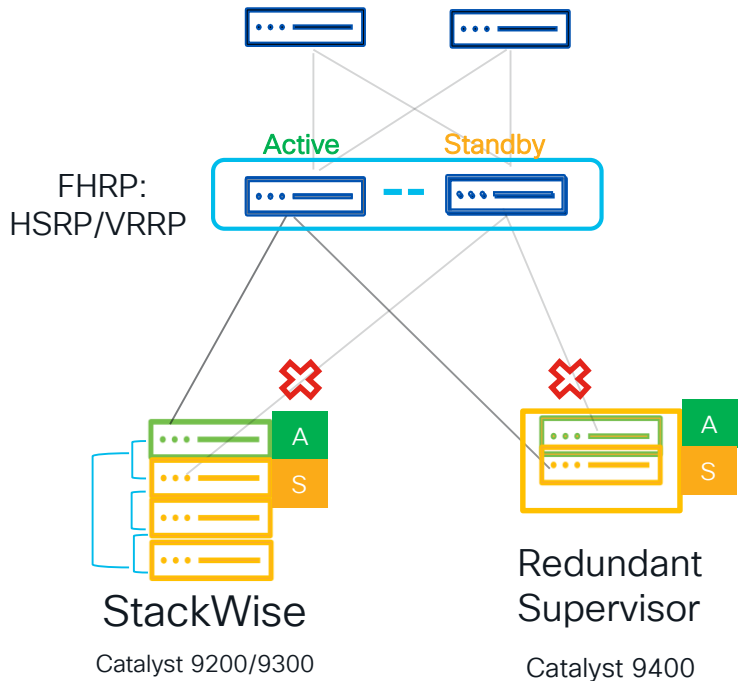 Active
Standby
FHRP:
HSRP/VRRP
A
S
A
S
StackWise
Catalyst 9200/9300
Redundant
Supervisor
Catalyst 9400